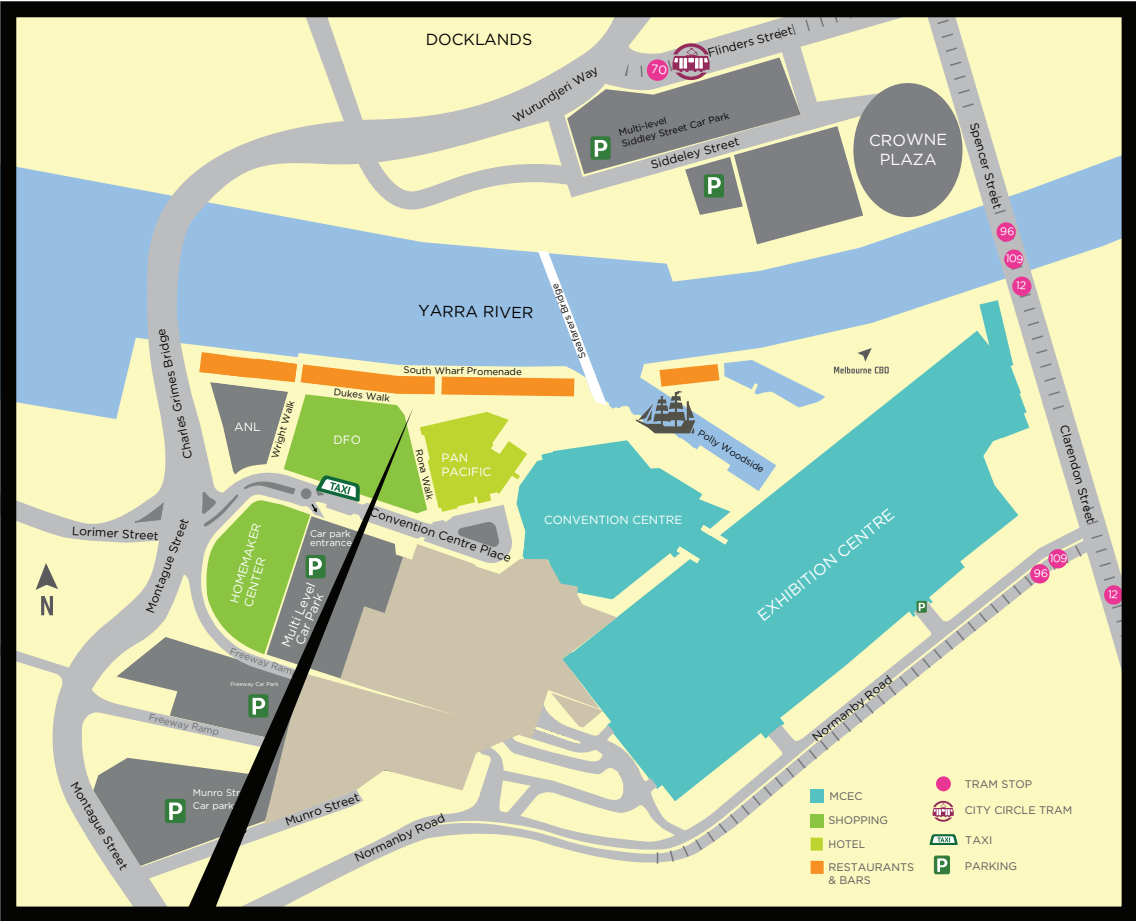 DOCKLANDS
Flinders Street
70
Wurundjeri Way
Multi-level
Siddley Street Car Park
P
Siddeley Street
P
CROWNE
PLAZA
Spencer Street
96
109
12
YARRA RIVER
Seafarers Bridge
Charles Grimes Bridge
South Wharf Promenade
Dukes Walk
Melbourne CBD
ANL
Wright Walk
DFO
Rona Walk
PAN
PACIFIC
Polly Woodside
Clarendon Street
TAXI
Convention Centre Place
CONVENTION CENTRE
EXHIBITION CENTRE
Lorimer Street
Montague Street
Car park
entrance
P
HOMEMAKER
CENTER
Multi Level
Car Park
109
96
12
P
N
Freeway Ram
Freeway Car Park
P
Freeway Ramp
Normanby Road
Munro Str
Car park
P
Munro Street
Montague Street
Normanby Road
MCEC
SHOPPING
HOTEL
RESTAURANTS
& BARS
TRAM STOP
CITY CIRCLE TRAM
TAXI
TAXI
P
PARKING